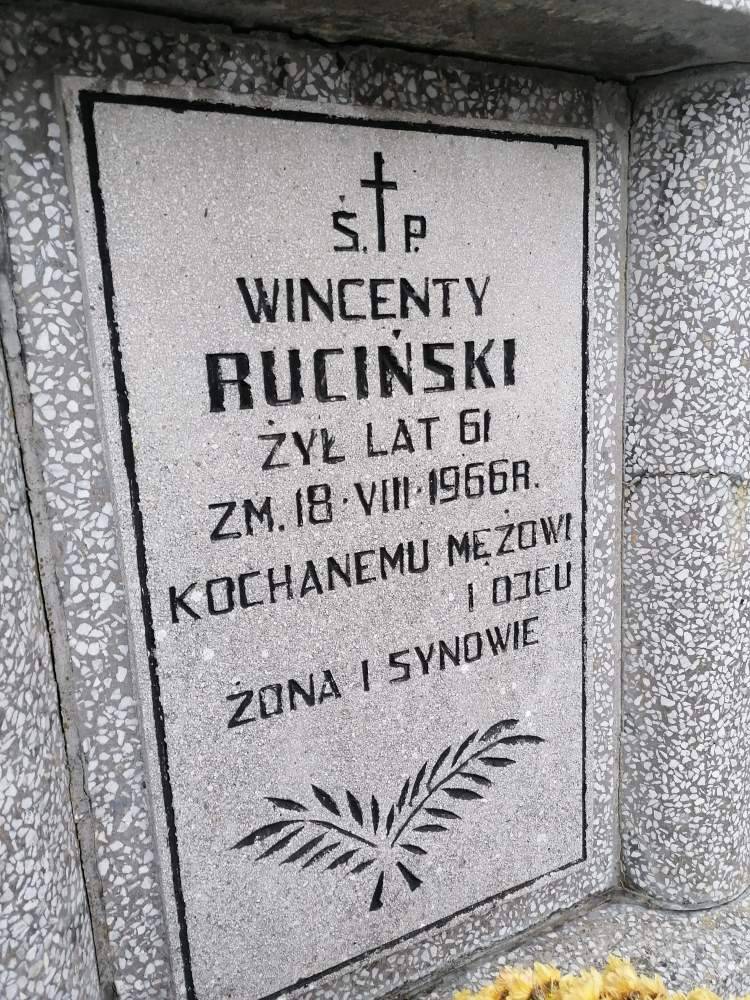 Ś. P.
WINCENTY
RUCIŃSKI
ŻYŁ LAT 61
ZM. 18·VIII·1966R.
KOCHANEMU MĘŻOWI
I OJCU
ŻONA I SYNOWIE